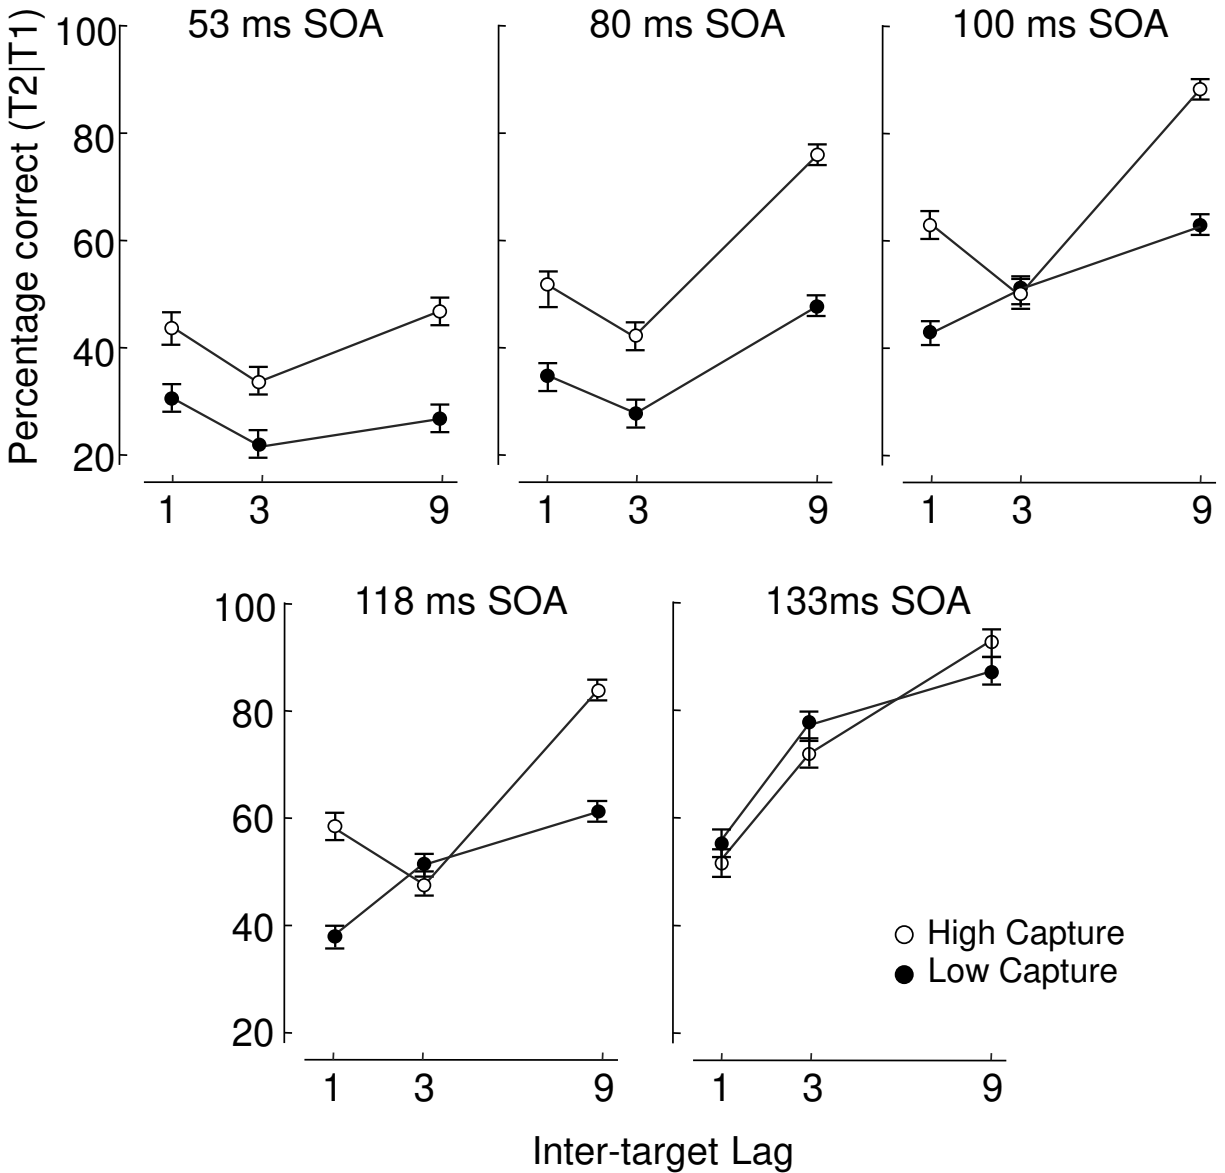 Percentage correct (T2|T1)
53 ms SOA
80 ms SOA
100 ms SOA
100
80
60
40
20
1 3 9
1 3 9
1 3 9
118 ms SOA
133ms SOA
100
80
60
40
20
High Capture
Low Capture
1 3 9
1 3 9
Inter-target Lag